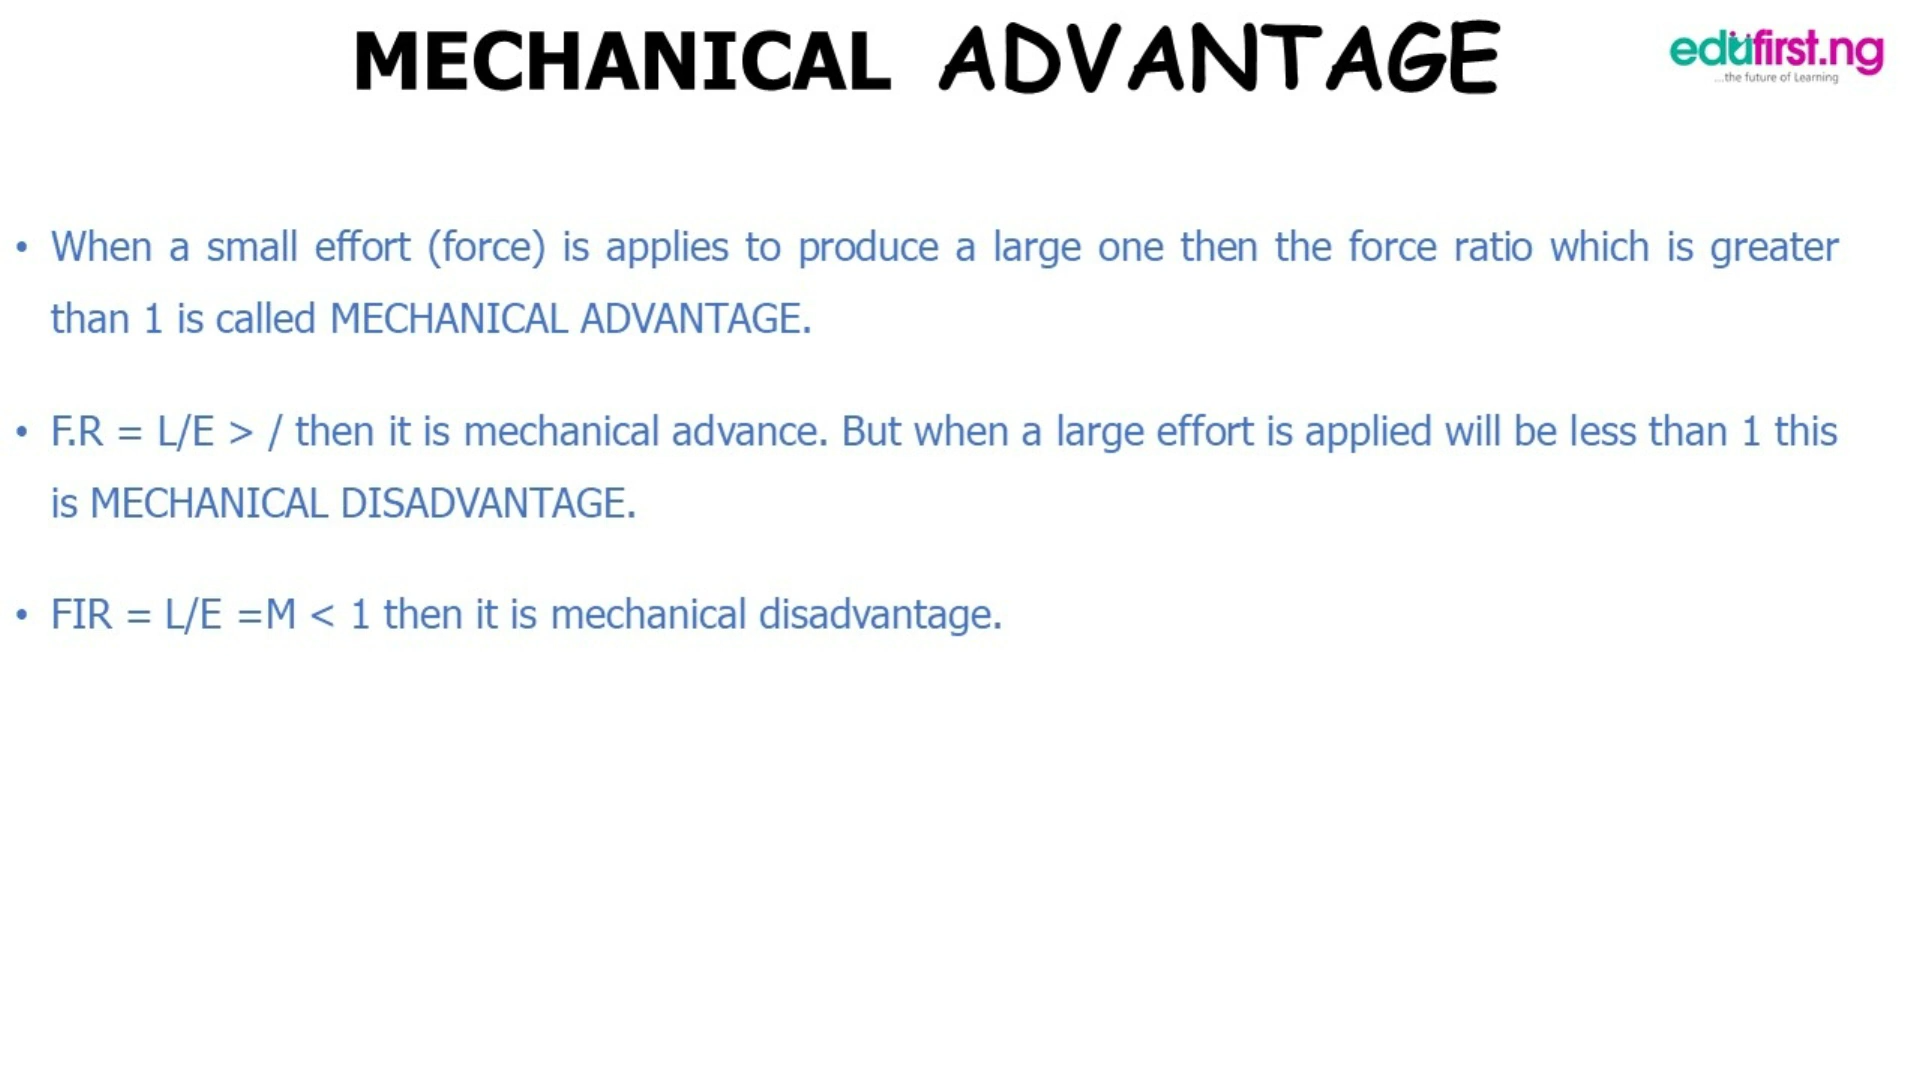 MECHANICAL ADVANTAGE
edufirst.ng
...the future of Learning
• When a small effort (force) is applies to produce a large one then the force ratio which is greater
than 1 is called MECHANICAL ADVANTAGE.
• F.R = L/E > / then it is mechanical advance. But when a large effort is applied will be less than 1 this
is MECHANICAL DISADVANTAGE.
• FIR = L/E =M < 1 then it is mechanical disadvantage.